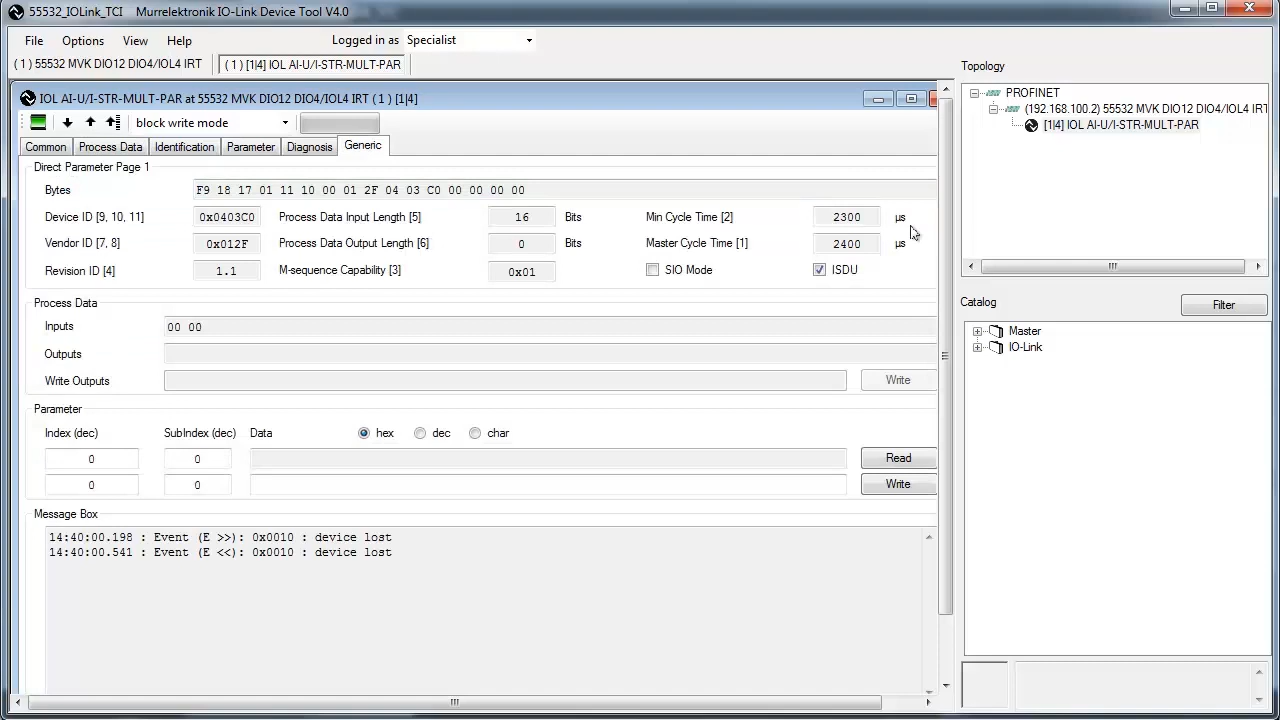 55532_IOLink_TCI Murrelektronik IO-Link Device Tool V4.0
File Options View Help Logged in as Specialist
(1) 55532 MVK DIO12 DIO4/IOL4 IRT (1) [1|4] IOL AI-U/I-STR-MULT-PAR
IOL AI-U/I-STR-MULT-PAR at 55532 MVK DIO12 DIO4/IOL4 IRT (1) [1|4]
block write mode
Common Process Data Identification Parameter Diagnosis Generic
Direct Parameter Page 1
Bytes F9 18 17 01 11 10 00 01 2F 04 03 C0 00 00 00 00
Device ID [9, 10, 11] 0x0403C0 Process Data Input Length [5] 16 Bits Min Cycle Time [2] 2300 µs
Vendor ID [7, 8] 0x012F Process Data Output Length [6] 0 Bits Master Cycle Time [1] 2400 µs
Revision ID [4] 1.1 M-sequence Capability [3] 0x01 SIO Mode ISDU
Process Data
Inputs 00 00
Outputs
Write Outputs Write
Parameter
Index (dec) SubIndex (dec) Data hex dec char
0 0 Read
0 0 Write
Message Box
14:40:00.198 : Event (E >>): 0x0010 : device lost
14:40:00.541 : Event (E <<): 0x0010 : device lost
Topology
PROFINET
(192.168.100.2) 55532 MVK DIO12 DIO4/IOL4 IRT
[1|4] IOL AI-U/I-STR-MULT-PAR
Catalog Filter
Master
IO-Link